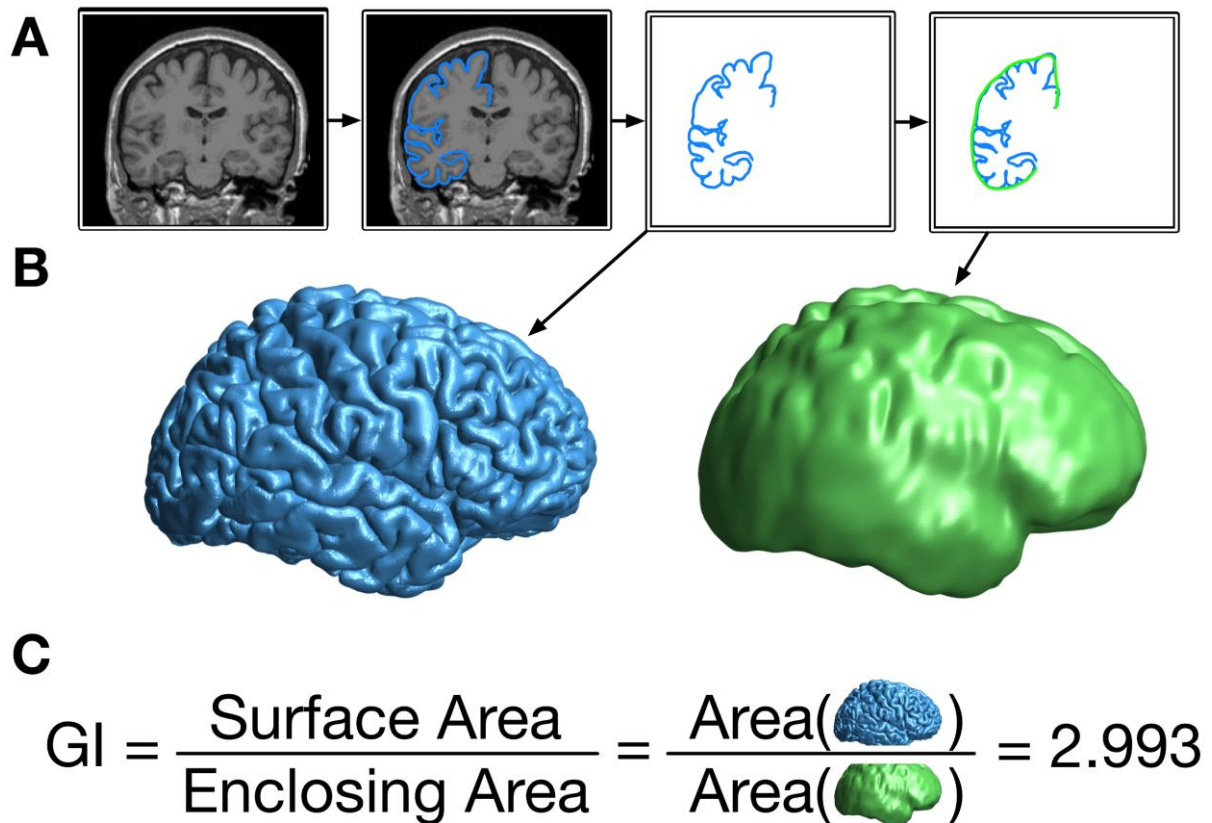 A
B
C
GI = Surface Area / Enclosing Area = Area( ) / Area( ) = 2.993